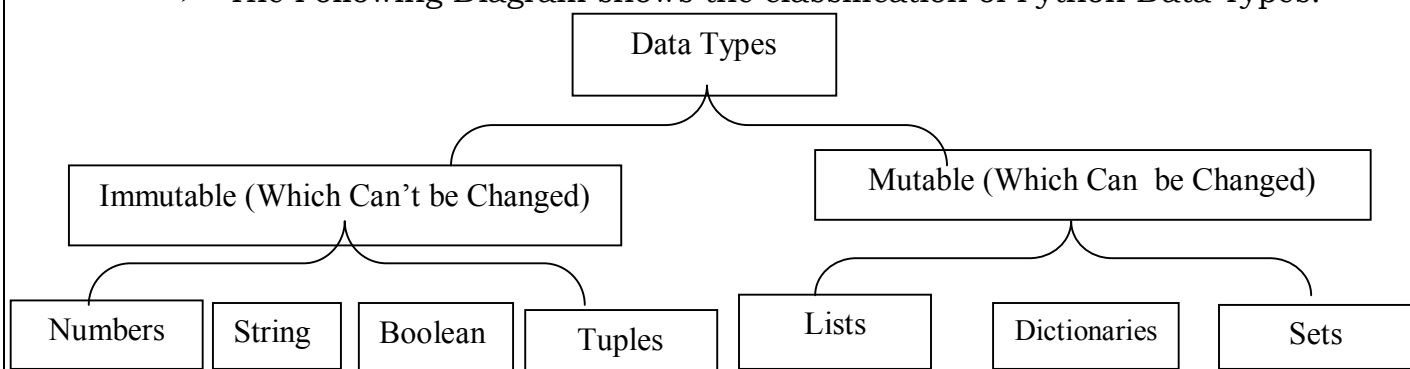 The Following Diagram shows the classification of Python Data Types.
Data Types
Immutable (Which Can't be Changed)
Mutable (Which Can be Changed)
Numbers
String
Boolean
Tuples
Lists
Dictionaries
Sets